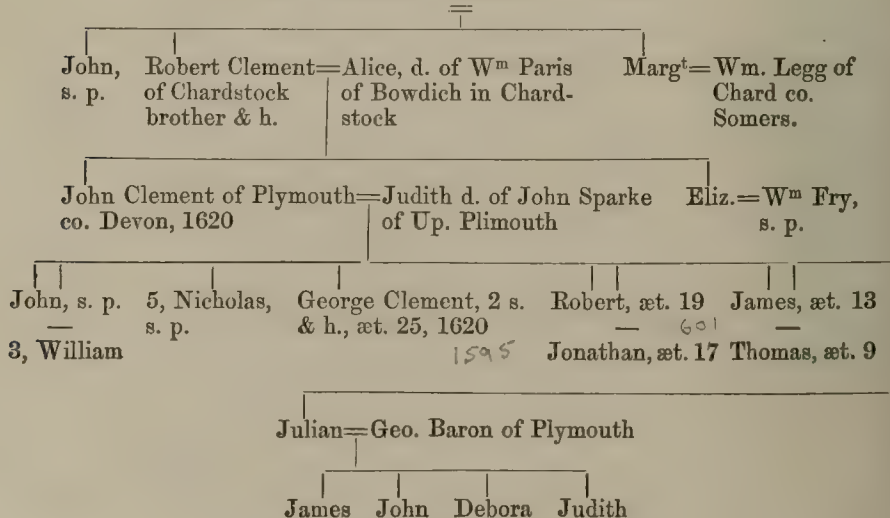 John, Robert Clement=Alice, d. of Wᵐ Paris Margᵗ=Wm. Legg of
s. p. of Chardstock of Bowdich in Chard- Chard co.
brother & h. stock Somers.
John Clement of Plymouth=Judith d. of John Sparke Eliz.=Wᵐ Fry,
co. Devon, 1620 of Up. Plimouth s. p.
John, s. p. 5, Nicholas, George Clement, 2 s. Robert, æt. 19 James, æt. 13
— s. p. & h., æt. 25, 1620 — 601 —
3, William 1595 Jonathan, æt. 17 Thomas, æt. 9
Julian=Geo. Baron of Plymouth
James John Debora Judith